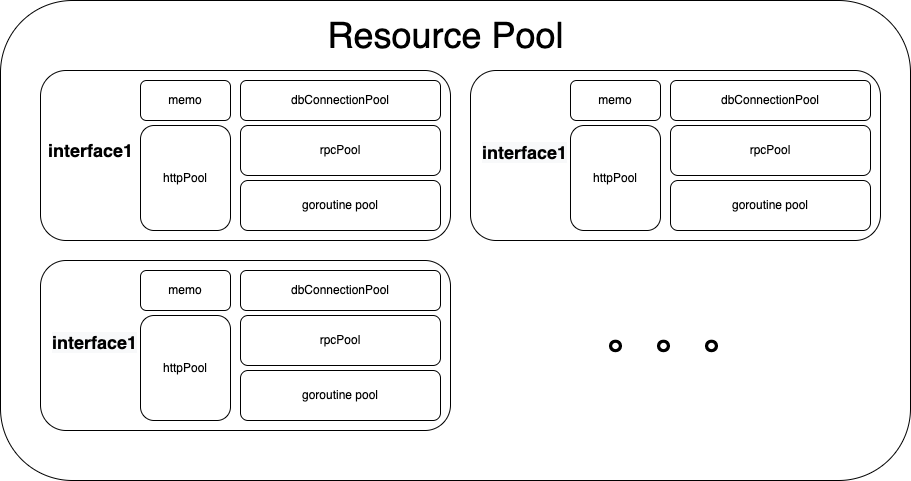 Resource Pool
memo
dbConnectionPool
interface1
rpcPool
httpPool
goroutine pool
memo
dbConnectionPool
interface1
rpcPool
httpPool
goroutine pool
memo
dbConnectionPool
interface1
rpcPool
httpPool
goroutine pool